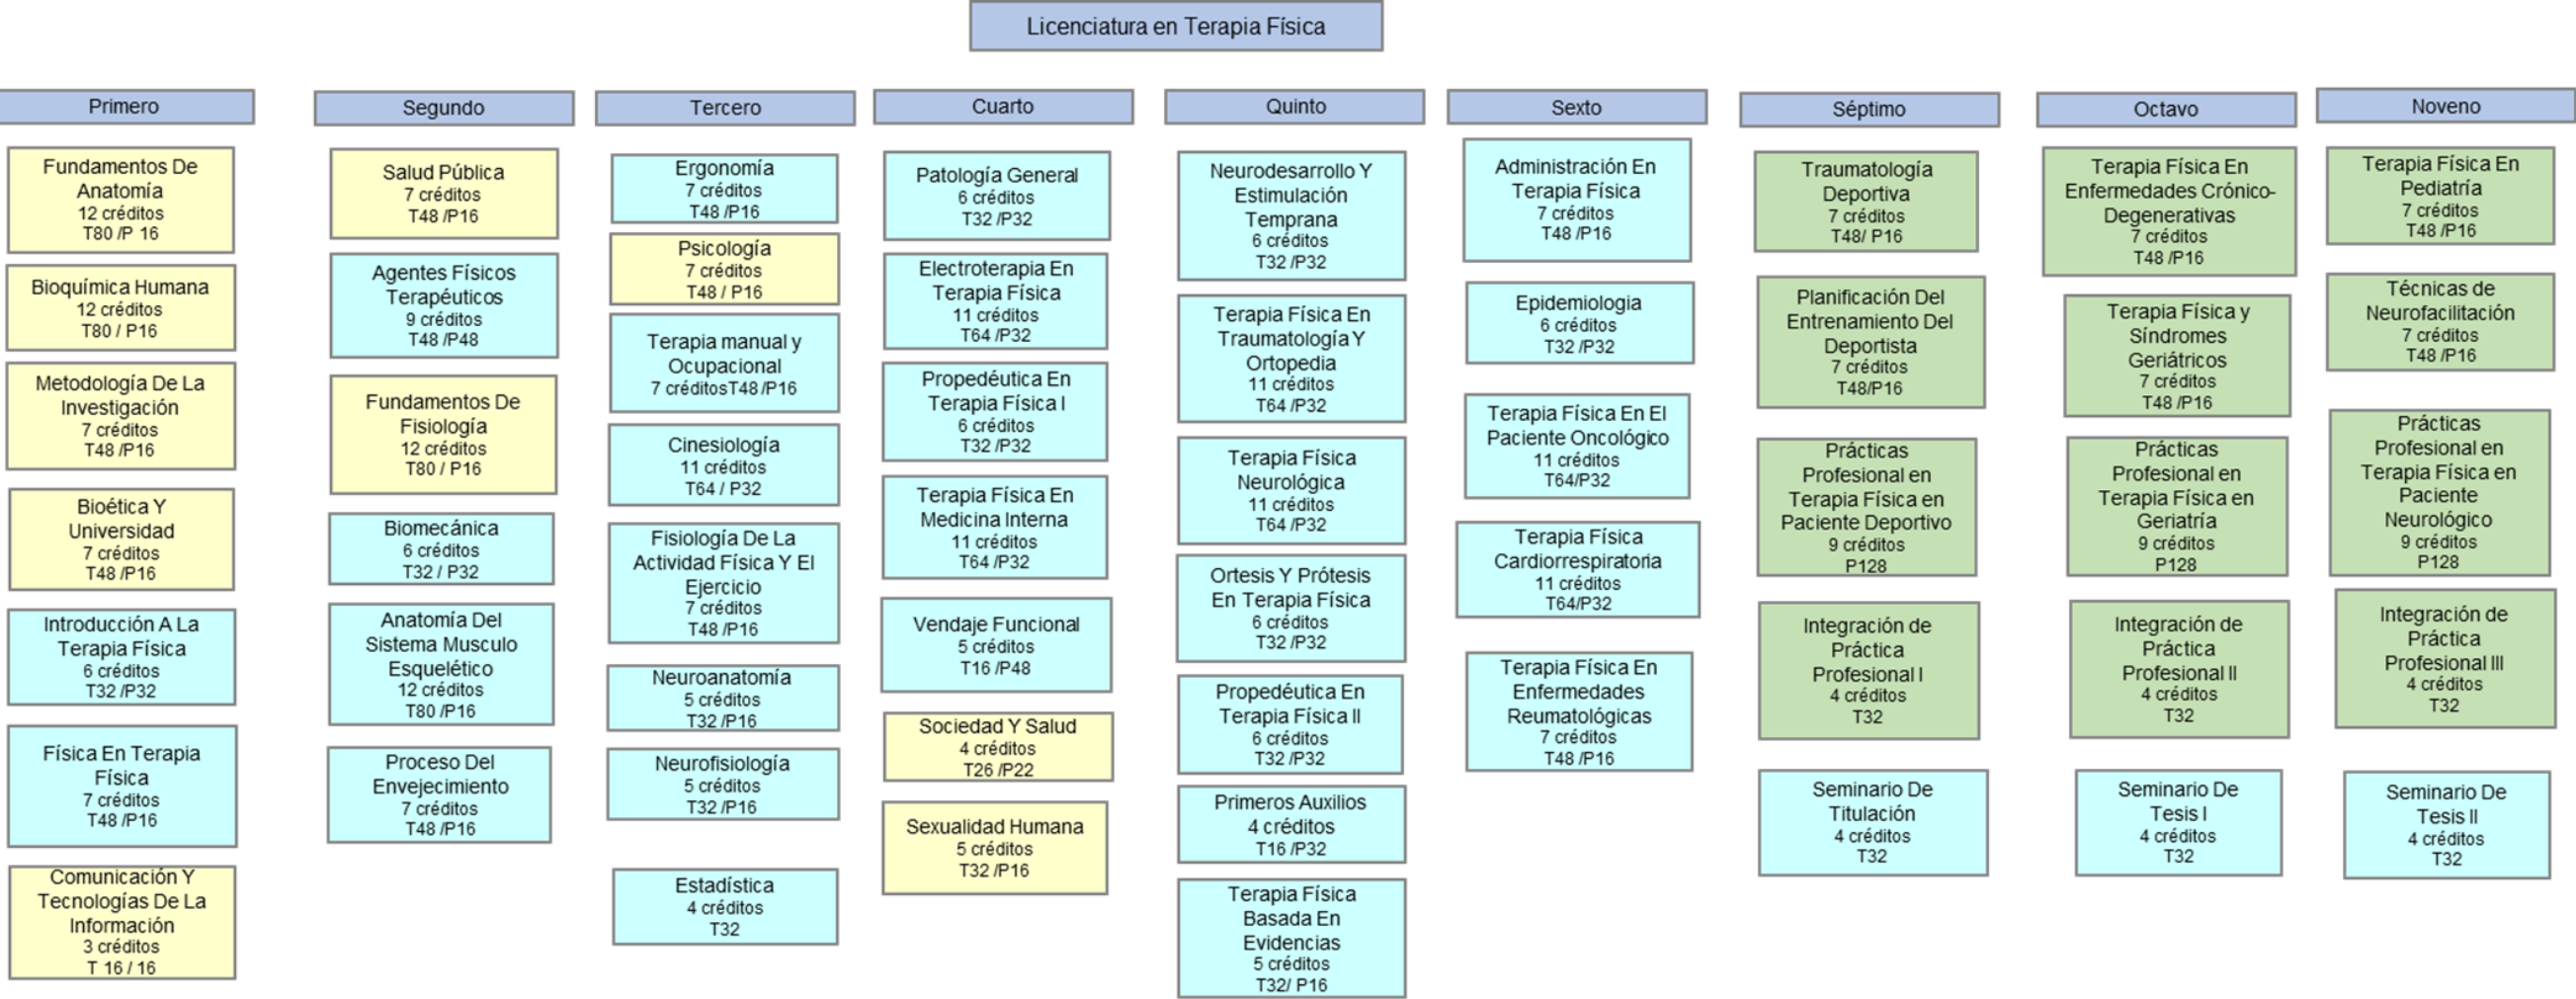 Licenciatura en Terapia Física
Primero
Fundamentos De
Anatomía
12 créditos
T80 /P 16
Bioquímica Humana
12 créditos
T80 / P16
Metodología De La
Investigación
7 créditos
T48 /P16
Bioética Y
Universidad
7 créditos
T48 /P16
Introducción A La
Terapia Física
6 créditos
T32 /P32
Física En Terapia
Física
7 créditos
T48 /P16
Comunicación Y
Tecnologías De La
Información
3 créditos
T 16 / 16
Segundo
Salud Pública
7 créditos
T48 /P16
Agentes Físicos
Terapéuticos
9 créditos
T48 /P48
Fundamentos De
Fisiología
12 créditos
T80 / P16
Biomecánica
6 créditos
T32 / P32
Anatomía Del
Sistema Musculo
Esquelético
12 créditos
T80 /P16
Proceso Del
Envejecimiento
7 créditos
T48 /P16
Tercero
Ergonomía
7 créditos
T48 /P16
Psicología
7 créditos
T48 / P16
Terapia manual y
Ocupacional
7 créditosT48 /P16
Cinesiología
11 créditos
T64 / P32
Fisiología De La
Actividad Física Y El
Ejercicio
7 créditos
T48 /P16
Neuroanatomía
5 créditos
T32 /P16
Neurofisiología
5 créditos
T32 /P16
Estadística
4 créditos
T32
Cuarto
Patología General
6 créditos
T32 /P32
Electroterapia En
Terapia Física
11 créditos
T64 /P32
Propedéutica En
Terapia Física I
6 créditos
T32 /P32
Terapia Física En
Medicina Interna
11 créditos
T64 /P32
Vendaje Funcional
5 créditos
T16 /P48
Sociedad Y Salud
4 créditos
T26 /P22
Sexualidad Humana
5 créditos
T32 /P16
Quinto
Neurodesarrollo Y
Estimulación
Temprana
6 créditos
T32 /P32
Terapia Física En
Traumatología Y
Ortopedia
11 créditos
T64 /P32
Terapia Física
Neurológica
11 créditos
T64 /P32
Ortesis Y Prótesis
En Terapia Física
6 créditos
T32 /P32
Propedéutica En
Terapia Física II
6 créditos
T32 /P32
Primeros Auxilios
4 créditos
T16 /P32
Terapia Física
Basada En
Evidencias
5 créditos
T32/ P16
Sexto
Administración En
Terapia Física
7 créditos
T48 /P16
Epidemiologia
6 créditos
T32 /P32
Terapia Física En El
Paciente Oncológico
11 créditos
T64/P32
Terapia Física
Cardiorrespiratoria
11 créditos
T64/P32
Terapia Física En
Enfermedades
Reumatológicas
7 créditos
T48 /P16
Séptimo
Traumatología
Deportiva
7 créditos
T48/ P16
Planificación Del
Entrenamiento Del
Deportista
7 créditos
T48/P16
Prácticas
Profesional en
Terapia Física en
Paciente Deportivo
9 créditos
P128
Integración de
Práctica
Profesional I
4 créditos
T32
Seminario De
Titulación
4 créditos
T32
Octavo
Terapia Física En
Enfermedades Crónico-
Degenerativas
7 créditos
T48 /P16
Terapia Física y
Síndromes
Geriátricos
7 créditos
T48 /P16
Prácticas
Profesional en
Terapia Física en
Geriatría
9 créditos
P128
Integración de
Práctica
Profesional II
4 créditos
T32
Seminario De
Tesis I
4 créditos
T32
Noveno
Terapia Física En
Pediatría
7 créditos
T48 /P16
Técnicas de
Neurofacilitación
7 créditos
T48 /P16
Prácticas
Profesional en
Terapia Física en
Paciente
Neurológico
9 créditos
P128
Integración de
Práctica
Profesional III
4 créditos
T32
Seminario De
Tesis II
4 créditos
T32